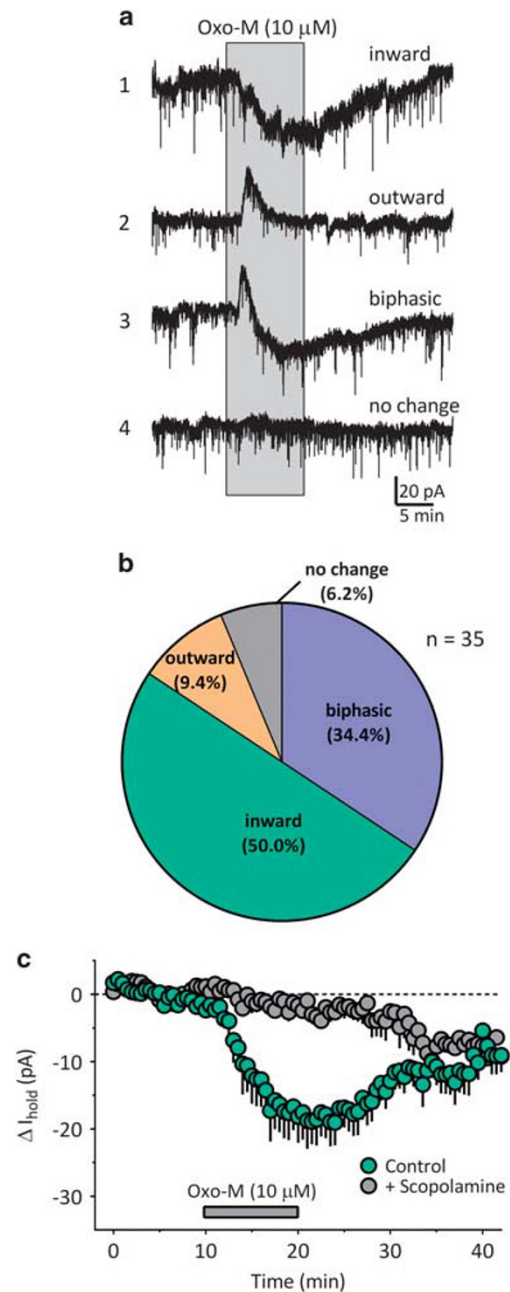 a
Oxo-M (10 μM)
inward
1
outward
2
biphasic
3
no change
4
20 pA
5 min
b
no change
(6.2%)
n = 35
outward
(9.4%)
biphasic
(34.4%)
inward
(50.0%)
c
0
-10
-20
-30
Δ Ihold (pA)
Control
+ Scopolamine
Oxo-M (10 μM)
0 10 20 30 40
Time (min)